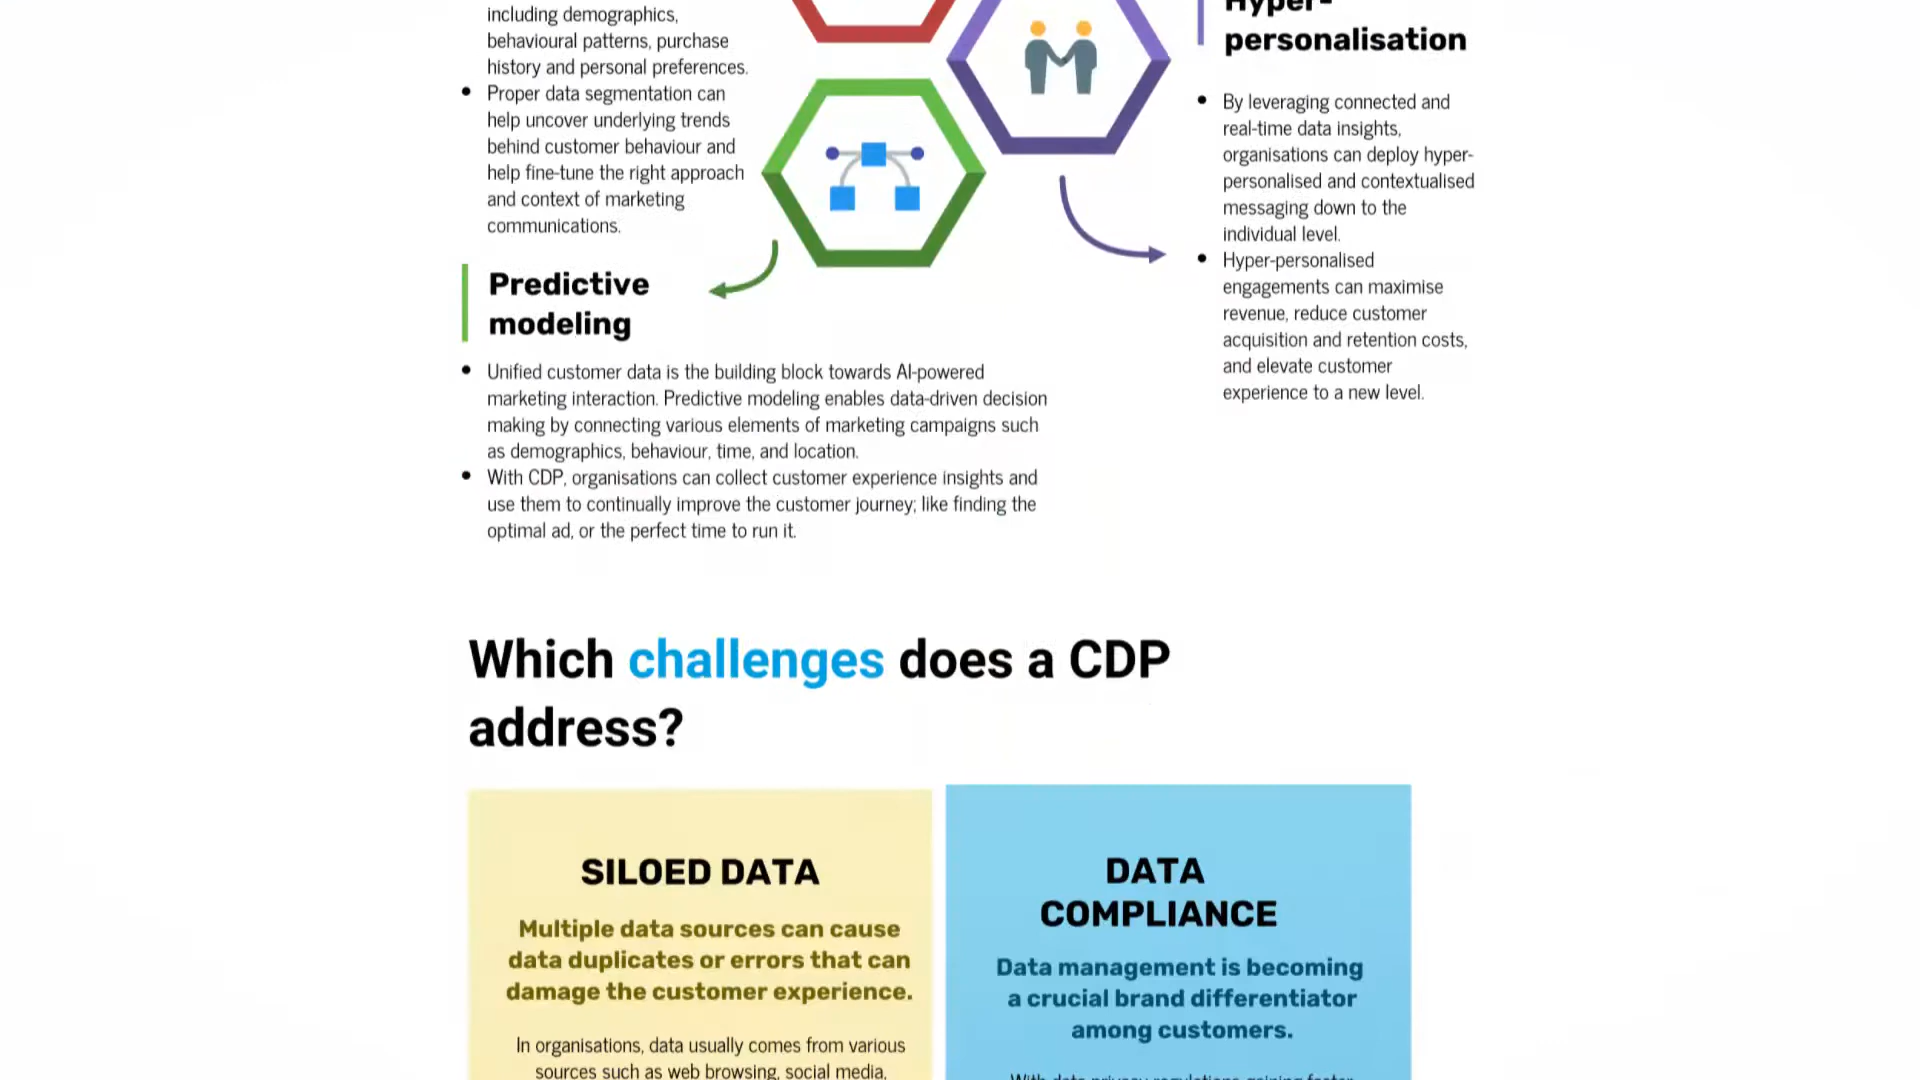 including demographics,
behavioural patterns, purchase
history and personal preferences.
• Proper data segmentation can
help uncover underlying trends
behind customer behaviour and
help fine-tune the right approach
and context of marketing
communications.
Hyper-
personalisation
• By leveraging connected and
real-time data insights,
organisations can deploy hyper-
personalised and contextualised
messaging down to the
individual level.
• Hyper-personalised
engagements can maximise
revenue, reduce customer
acquisition and retention costs,
and elevate customer
experience to a new level.
Predictive
modeling
• Unified customer data is the building block towards AI-powered
marketing interaction. Predictive modeling enables data-driven decision
making by connecting various elements of marketing campaigns such
as demographics, behaviour, time, and location.
• With CDP, organisations can collect customer experience insights and
use them to continually improve the customer journey; like finding the
optimal ad, or the perfect time to run it.
Which challenges does a CDP
address?
SILOED DATA
Multiple data sources can cause
data duplicates or errors that can
damage the customer experience.
In organisations, data usually comes from various
sources such as web browsing, social media,
DATA
COMPLIANCE
Data management is becoming
a crucial brand differentiator
among customers.
With data privacy regulations gaining faster